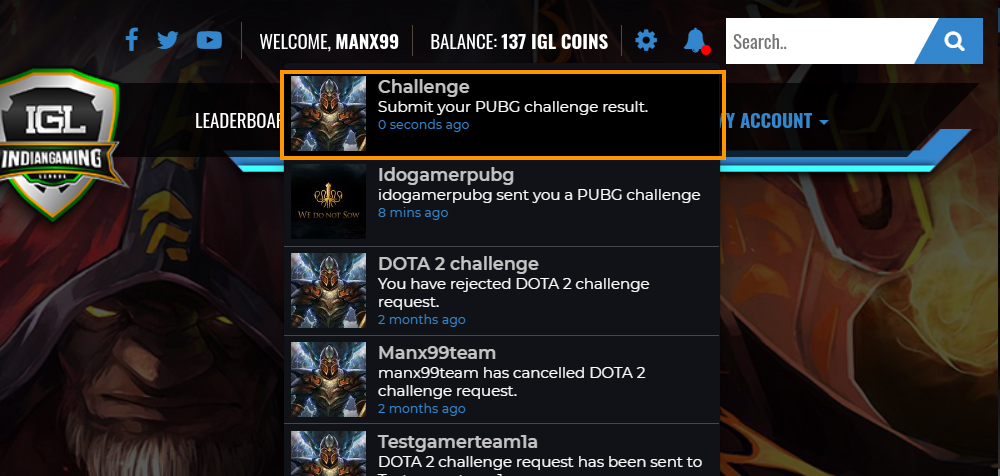 WELCOME, MANX99
BALANCE: 137 IGL COINS
Search..
IGL
INDIANGAMING
LEAGUE
Challenge
Submit your PUBG challenge result.
0 seconds ago
MY ACCOUNT
WE DO NOT SOW
Idogamerpubg
idogamerpubg sent you a PUBG challenge
8 mins ago
DOTA 2 challenge
You have rejected DOTA 2 challenge
request.
2 months ago
Manx99team
manx99team has cancelled DOTA 2
challenge request.
2 months ago
Testgamerteam1a
DOTA 2 challenge request has been sent to